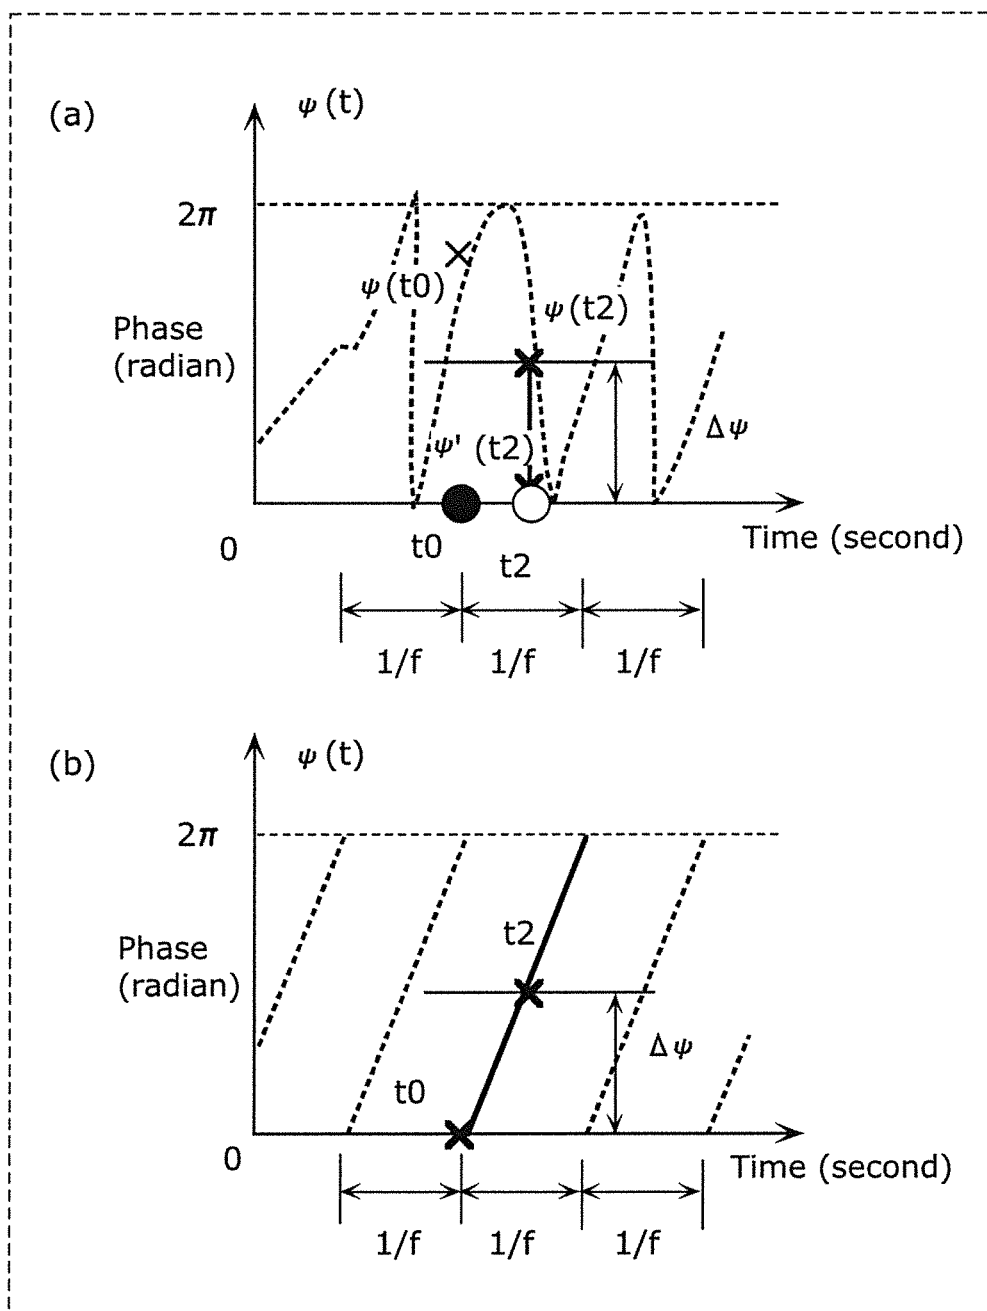 (a)
ψ (t)
2π
ψ(t0)
ψ(t2)
Phase
(radian)
Δψ
ψ' (t2)
0
t0
t2
Time (second)
1/f
1/f
1/f
(b)
ψ (t)
2π
t2
Phase
(radian)
Δψ
t0
0
Time (second)
1/f
1/f
1/f